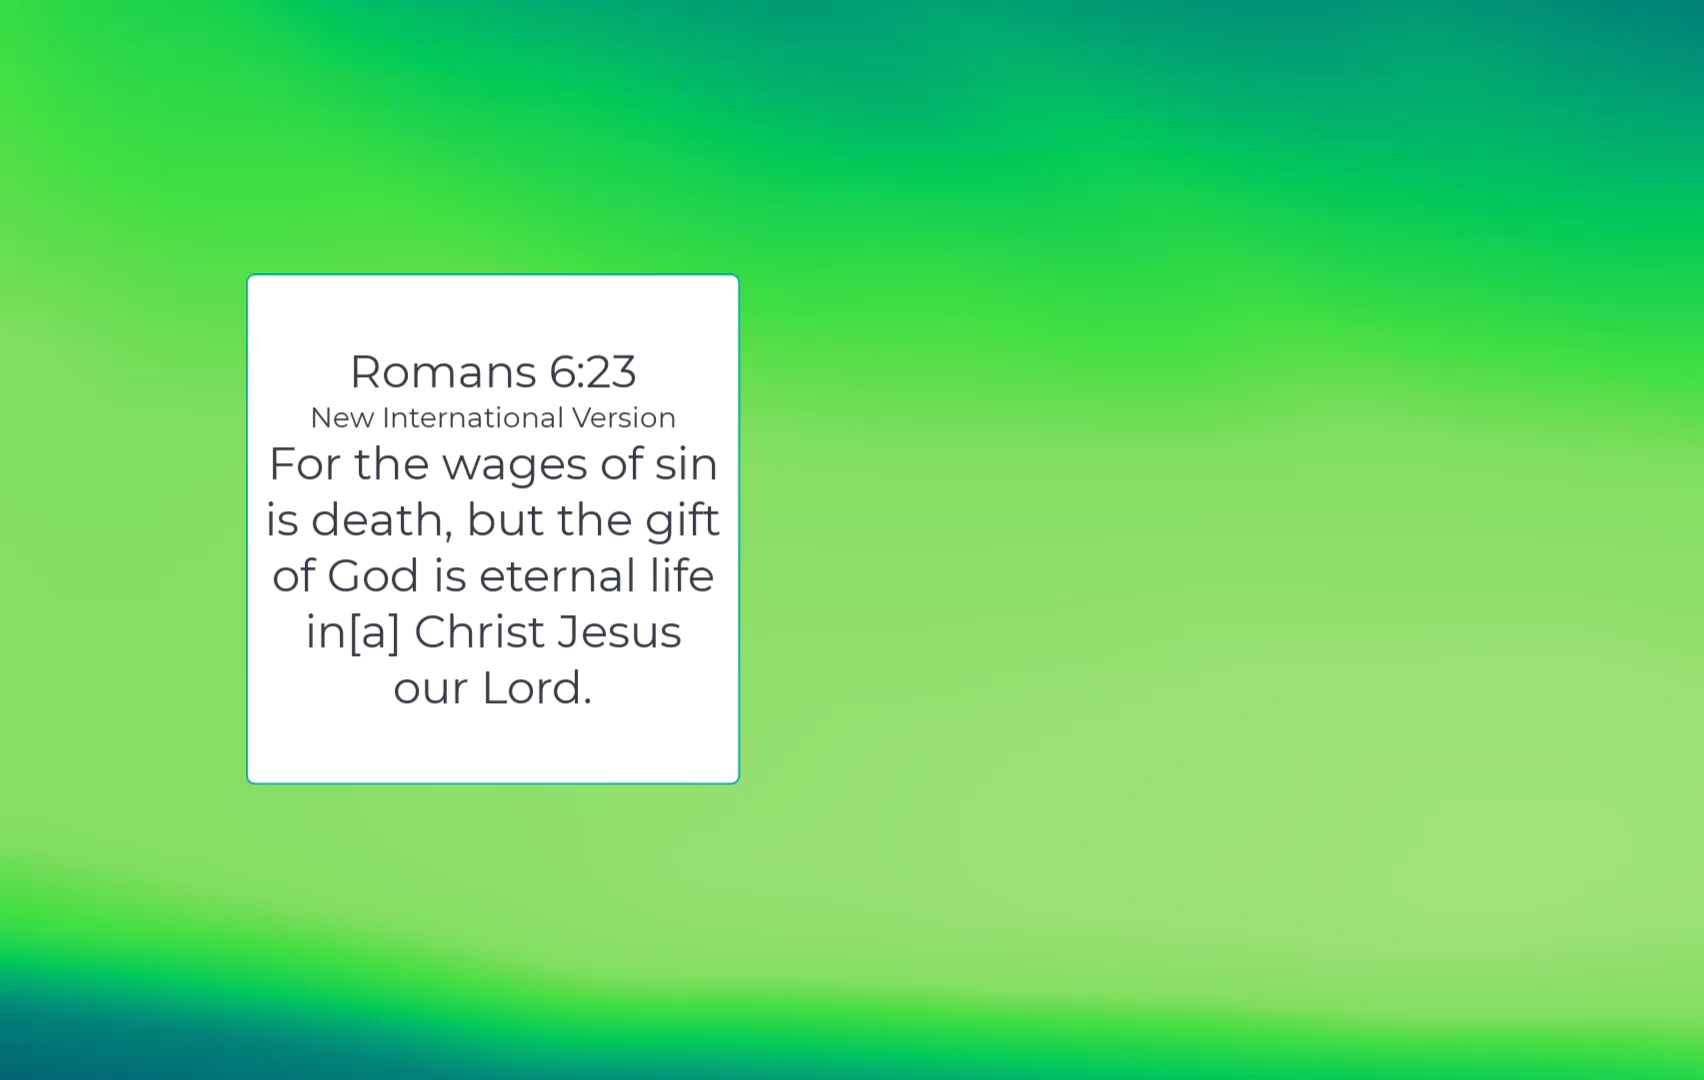 Romans 6:23
New International Version
For the wages of sin
is death, but the gift
of God is eternal life
in[a] Christ Jesus
our Lord.